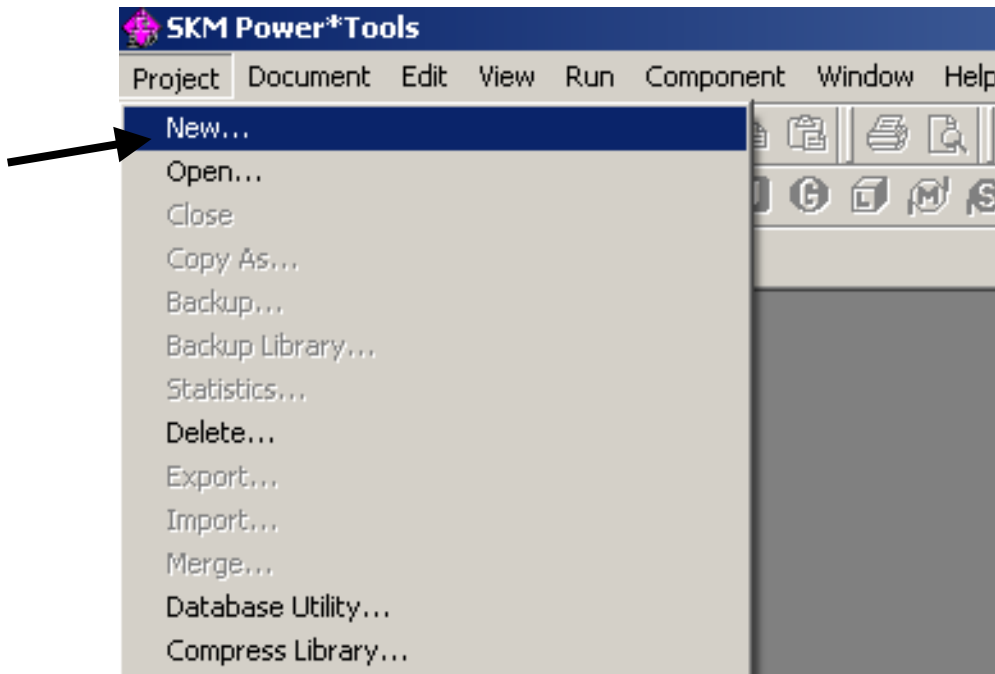 SKM Power*Tools
Project Document Edit View Run Component Window Help
New...
Open...
Close
Copy As...
Backup...
Backup Library...
Statistics...
Delete...
Export...
Import...
Merge...
Database Utility...
Compress Library...